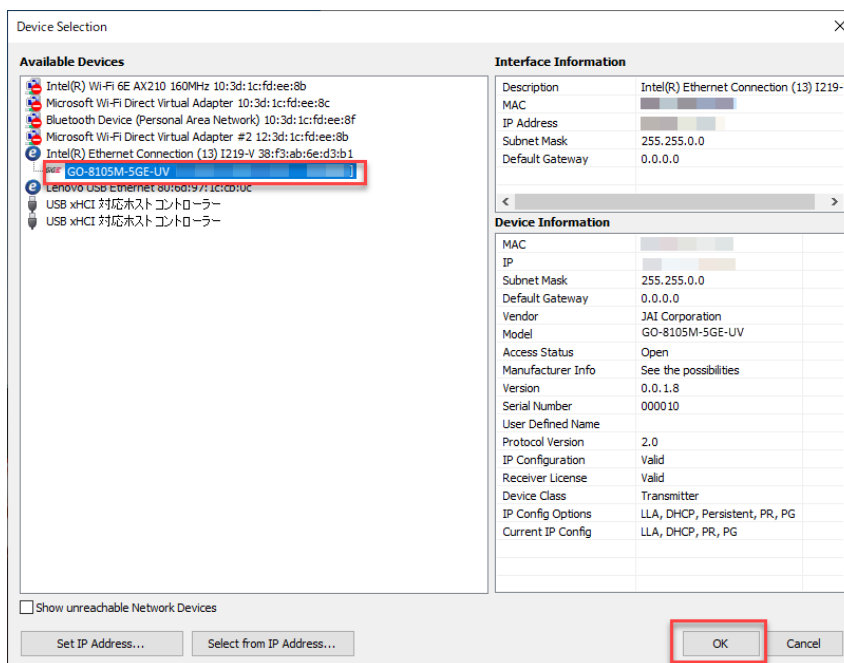 Device Selection
Available Devices
Intel(R) Wi-Fi 6E AX210 160MHz 10:3d:1c:fd:ee:8b
Microsoft Wi-Fi Direct Virtual Adapter 10:3d:1c:fd:ee:8c
Bluetooth Device (Personal Area Network) 10:3d:1c:fd:ee:8f
Microsoft Wi-Fi Direct Virtual Adapter #2 12:3d:1c:fd:ee:8b
Intel(R) Ethernet Connection (13) I219-V 38:f3:ab:6e:d3:b1
GO-8105M-5GE-UV ]
Lenovo USB Ethernet 80:6d:97:1c:cb:0c
USB xHCI 対応ホスト コントローラー
USB xHCI 対応ホスト コントローラー
Show unreachable Network Devices
Set IP Address...
Select from IP Address...
Interface Information
Description Intel(R) Ethernet Connection (13) I219-
MAC
IP Address
Subnet Mask 255.255.0.0
Default Gateway 0.0.0.0
Device Information
MAC
IP
Subnet Mask 255.255.0.0
Default Gateway 0.0.0.0
Vendor JAI Corporation
Model GO-8105M-5GE-UV
Access Status Open
Manufacturer Info See the possibilities
Version 0.0.1.8
Serial Number 000010
User Defined Name
Protocol Version 2.0
IP Configuration Valid
Receiver License Valid
Device Class Transmitter
IP Config Options LLA, DHCP, Persistent, PR, PG
Current IP Config LLA, DHCP, PR, PG
OK
Cancel